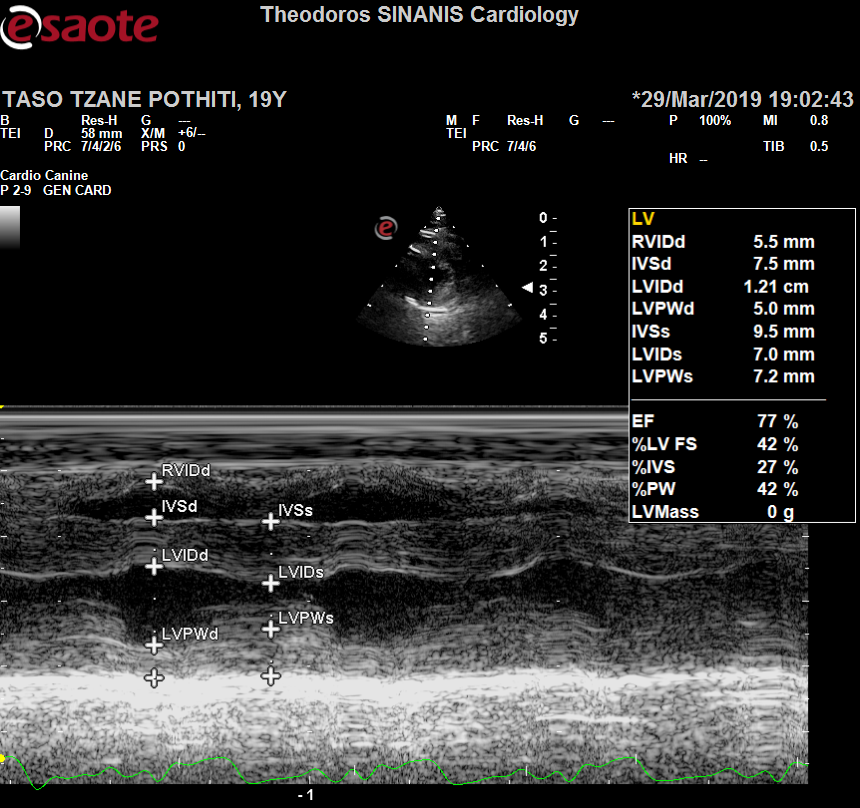 esaote
Theodoros SINANIS Cardiology
TASO TZANE POTHITI, 19Y
*29/Mar/2019 19:02:43
B Res-H G ---
TEI D 58 mm X/M +6/--
PRC 7/4/2/6 PRS 0
M F Res-H G ---
TEI
PRC 7/4/6
P 100% MI 0.8
TIB 0.5
HR --
Cardio Canine
P 2-9 GEN CARD
e
0
1
2
3
4
5
LV
RVIDd 5.5 mm
IVSd 7.5 mm
LVIDd 1.21 cm
LVPWd 5.0 mm
IVSs 9.5 mm
LVIDs 7.0 mm
LVPWs 7.2 mm
EF 77 %
%LV FS 42 %
%IVS 27 %
%PW 42 %
LVMass 0 g
RVIDd
IVSd
IVSs
LVIDd
LVIDs
LVPWs
LVPWd
-1